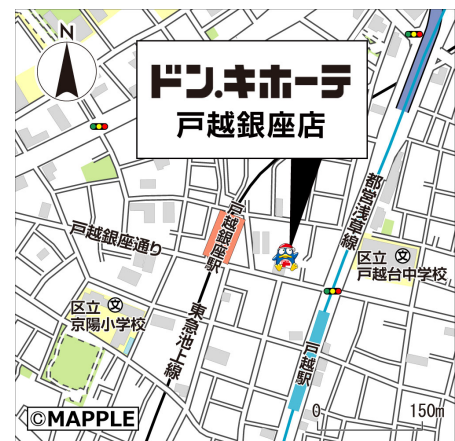 N
ドン.キホーテ
戸越銀座店
都営浅草線
戸越銀座駅
戸越銀座通り
区立 文
戸越台中学校
区立 文
京陽小学校
東急池上線
戸越駅
0 150m
©MAPPLE